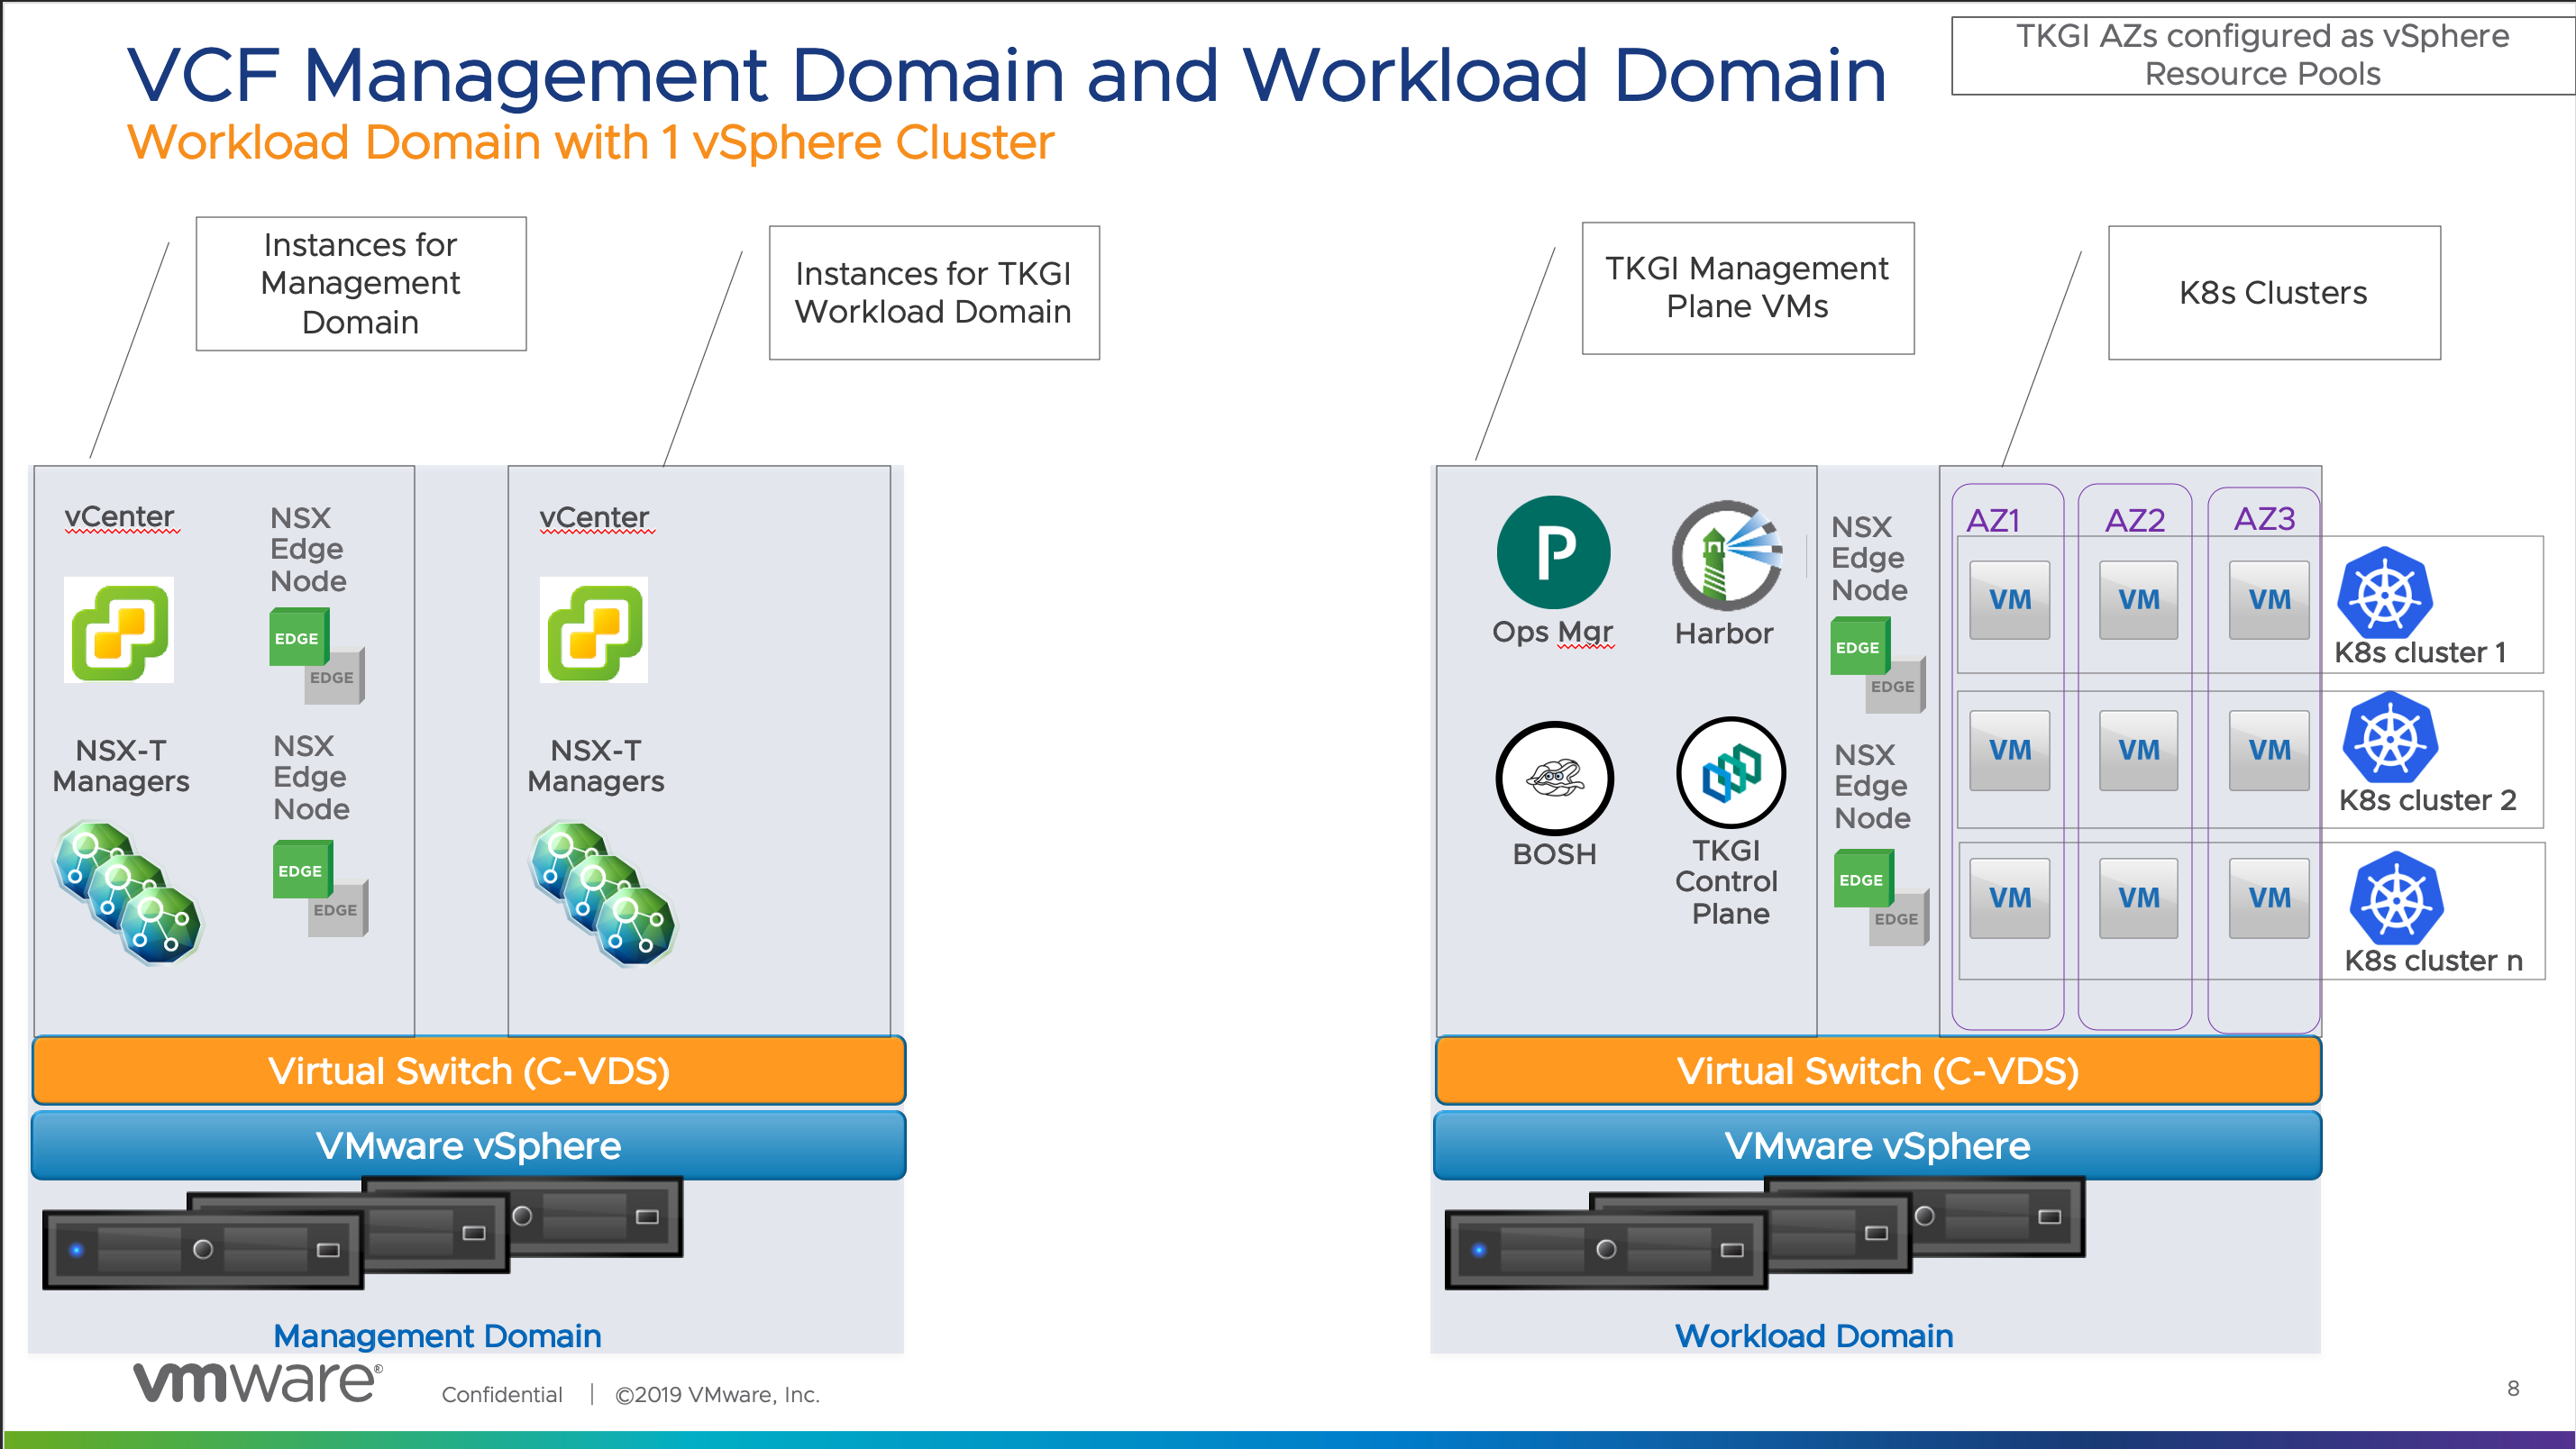 VCF Management Domain and Workload Domain
Workload Domain with 1 vSphere Cluster
TKGI AZs configured as vSphere
Resource Pools
Instances for
Management
Domain
Instances for TKGI
Workload Domain
TKGI Management
Plane VMs
K8s Clusters
vCenter
NSX
Edge
Node
EDGE
EDGE
NSX-T
Managers
NSX
Edge
Node
EDGE
EDGE
vCenter
NSX-T
Managers
Virtual Switch (C-VDS)
VMware vSphere
Management Domain
P
Ops Mgr
Harbor
BOSH
TKGI
Control
Plane
NSX
Edge
Node
EDGE
EDGE
NSX
Edge
Node
EDGE
EDGE
AZ1
AZ2
AZ3
VM
VM
VM
K8s cluster 1
VM
VM
VM
K8s cluster 2
VM
VM
VM
K8s cluster n
Virtual Switch (C-VDS)
VMware vSphere
Workload Domain
vmware®
Confidential | ©2019 VMware, Inc.
8